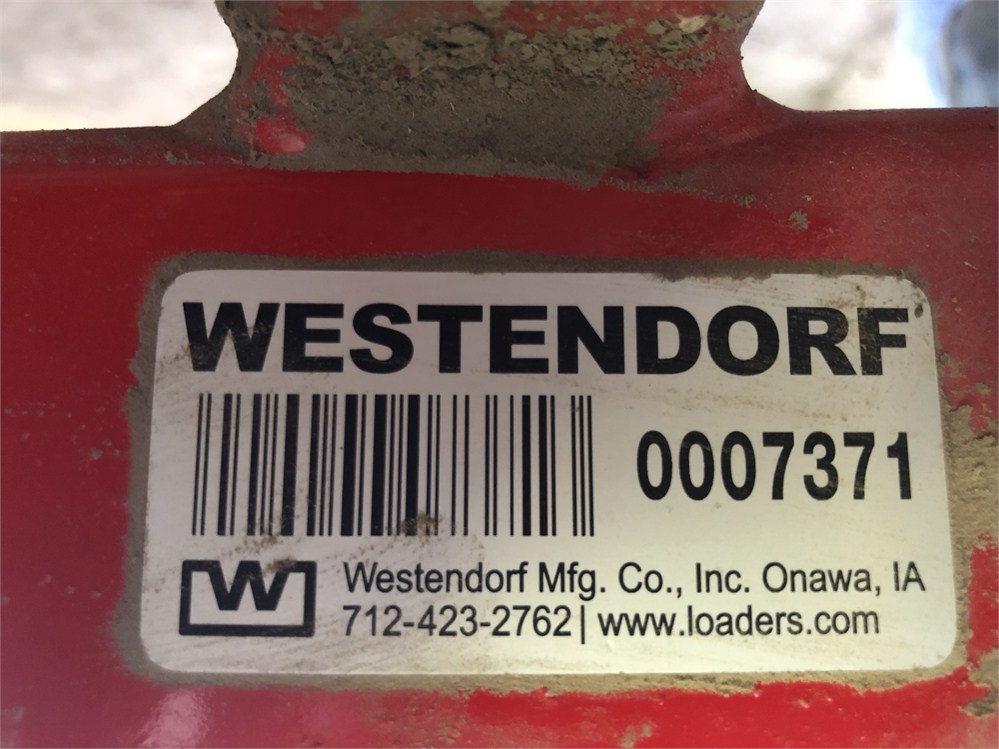 WESTENDORF
0007371
W
Westendorf Mfg. Co., Inc. Onawa, IA
712-423-2762| www.loaders.com